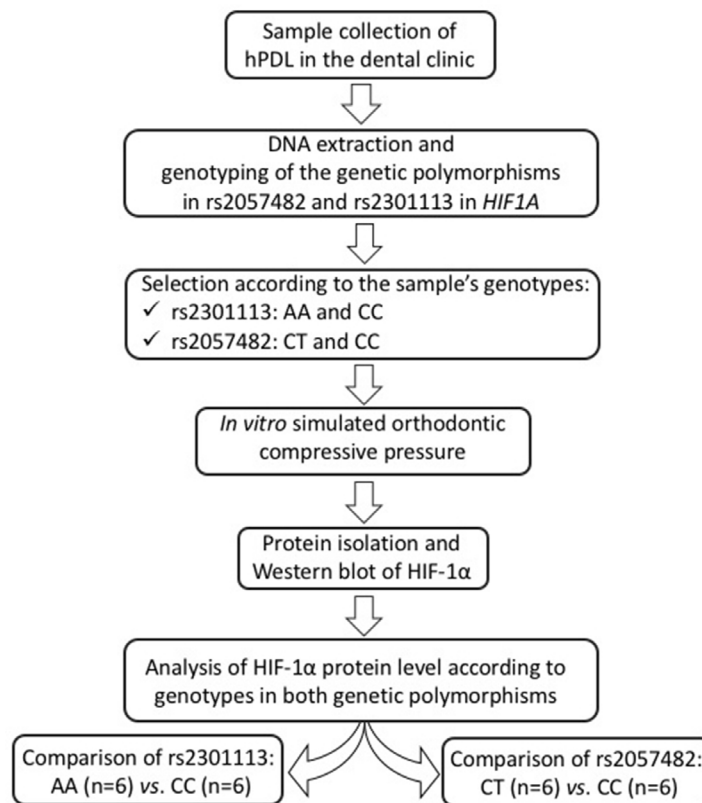 Sample collection of
hPDL in the dental clinic
DNA extraction and
genotyping of the genetic polymorphisms
in rs2057482 and rs2301113 in HIF1A
Selection according to the sample's genotypes:
✓ rs2301113: AA and CC
✓ rs2057482: CT and CC
In vitro simulated orthodontic
compressive pressure
Protein isolation and
Western blot of HIF-1α
Analysis of HIF-1α protein level according to
genotypes in both genetic polymorphisms
Comparison of rs2301113:
AA (n=6) vs. CC (n=6)
Comparison of rs2057482:
CT (n=6) vs. CC (n=6)